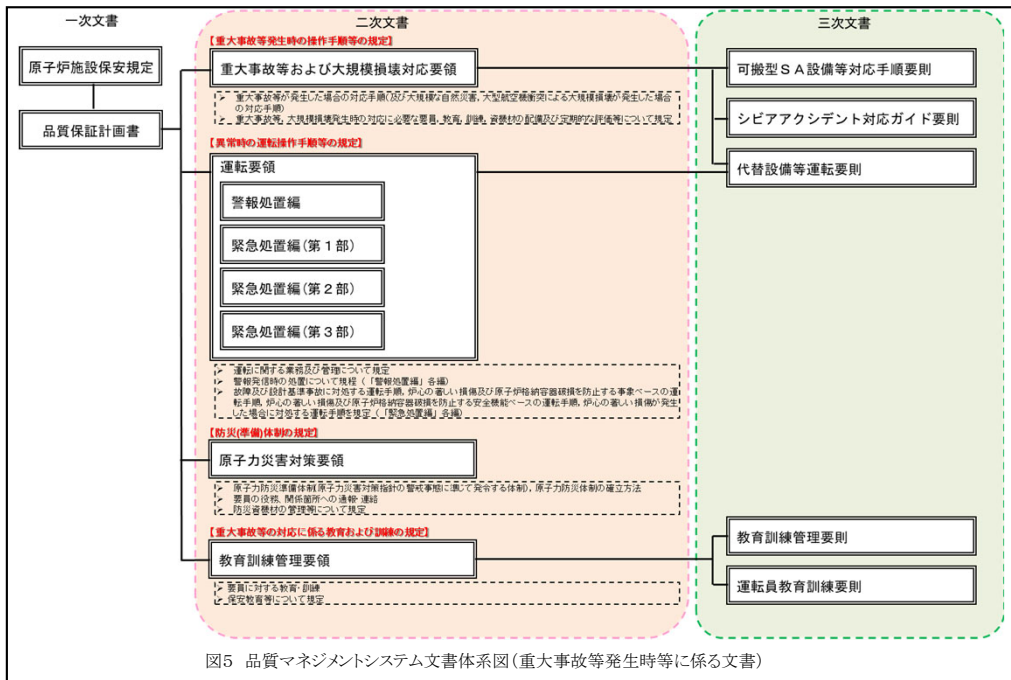 一次文書
二次文書
三次文書
原子炉施設保安規定
品質保証計画書
【重大事故等発生時の操作手順等の規定】
重大事故等および大規模損壊対応要領
➢ 重大事故等が発生した場合の対応手順(及び大規模な自然災害,大型航空機衝突による大規模損壊が発生した場合
の対応手順)
➢ 重大事故等,大規模損壊発生時の対応に必要な要員,教育,訓練,資機材の配備及び定期的な評価等について規定
可搬型SA設備等対応手順要則
シビアアクシデント対応ガイド要則
代替設備等運転要則
【異常時の運転操作手順等の規定】
運転要領
警報処置編
緊急処置編(第1部)
緊急処置編(第2部)
緊急処置編(第3部)
➢ 運転に関する業務及び管理について規定
➢ 警報発信時の処置について規程(「警報処置編」各編)
➢ 故障及び設計基準事故に対処する運転手順,炉心の著しい損傷及び原子炉格納容器破損を防止する事象ベースの運
転手順,炉心の著しい損傷及び原子炉格納容器破損を防止する安全機能ベースの運転手順,炉心の著しい損傷が発生
した場合に対処する運転手順を規定(「緊急処置編」各編)
【防災(準備)体制の規定】
原子力災害対策要領
➢ 原子力防災準備体制(原子力災害対策指針の警戒事態に準じて発令する体制),原子力防災体制の確立方法
➢ 要員の役務,関係箇所への通報・連絡
➢ 防災資機材の管理等について規定
【重大事故等の対応に係る教育および訓練の規定】
教育訓練管理要領
➢ 要員に対する教育・訓練
➢ 保安教育等について規定
教育訓練管理要則
運転員教育訓練要則
図5 品質マネジメントシステム文書体系図(重大事故等発生時等に係る文書)